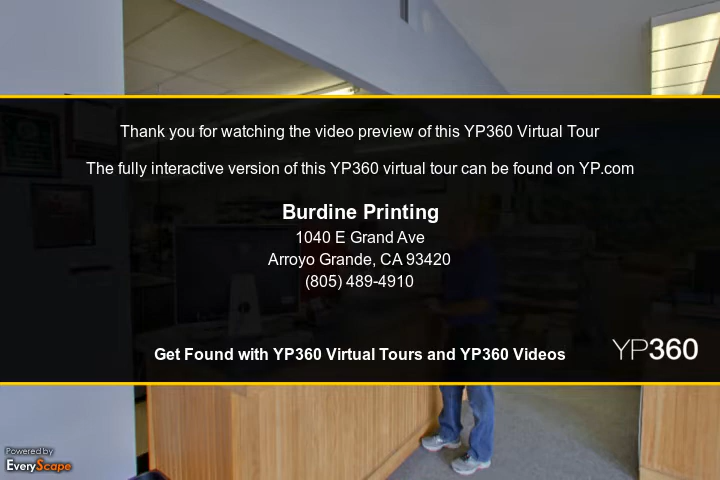 Thank you for watching the video preview of this YP360 Virtual Tour
The fully interactive version of this YP360 virtual tour can be found on YP.com
Burdine Printing
1040 E Grand Ave
Arroyo Grande, CA 93420
(805) 489-4910
Get Found with YP360 Virtual Tours and YP360 Videos
YP360
Powered by
EveryScape